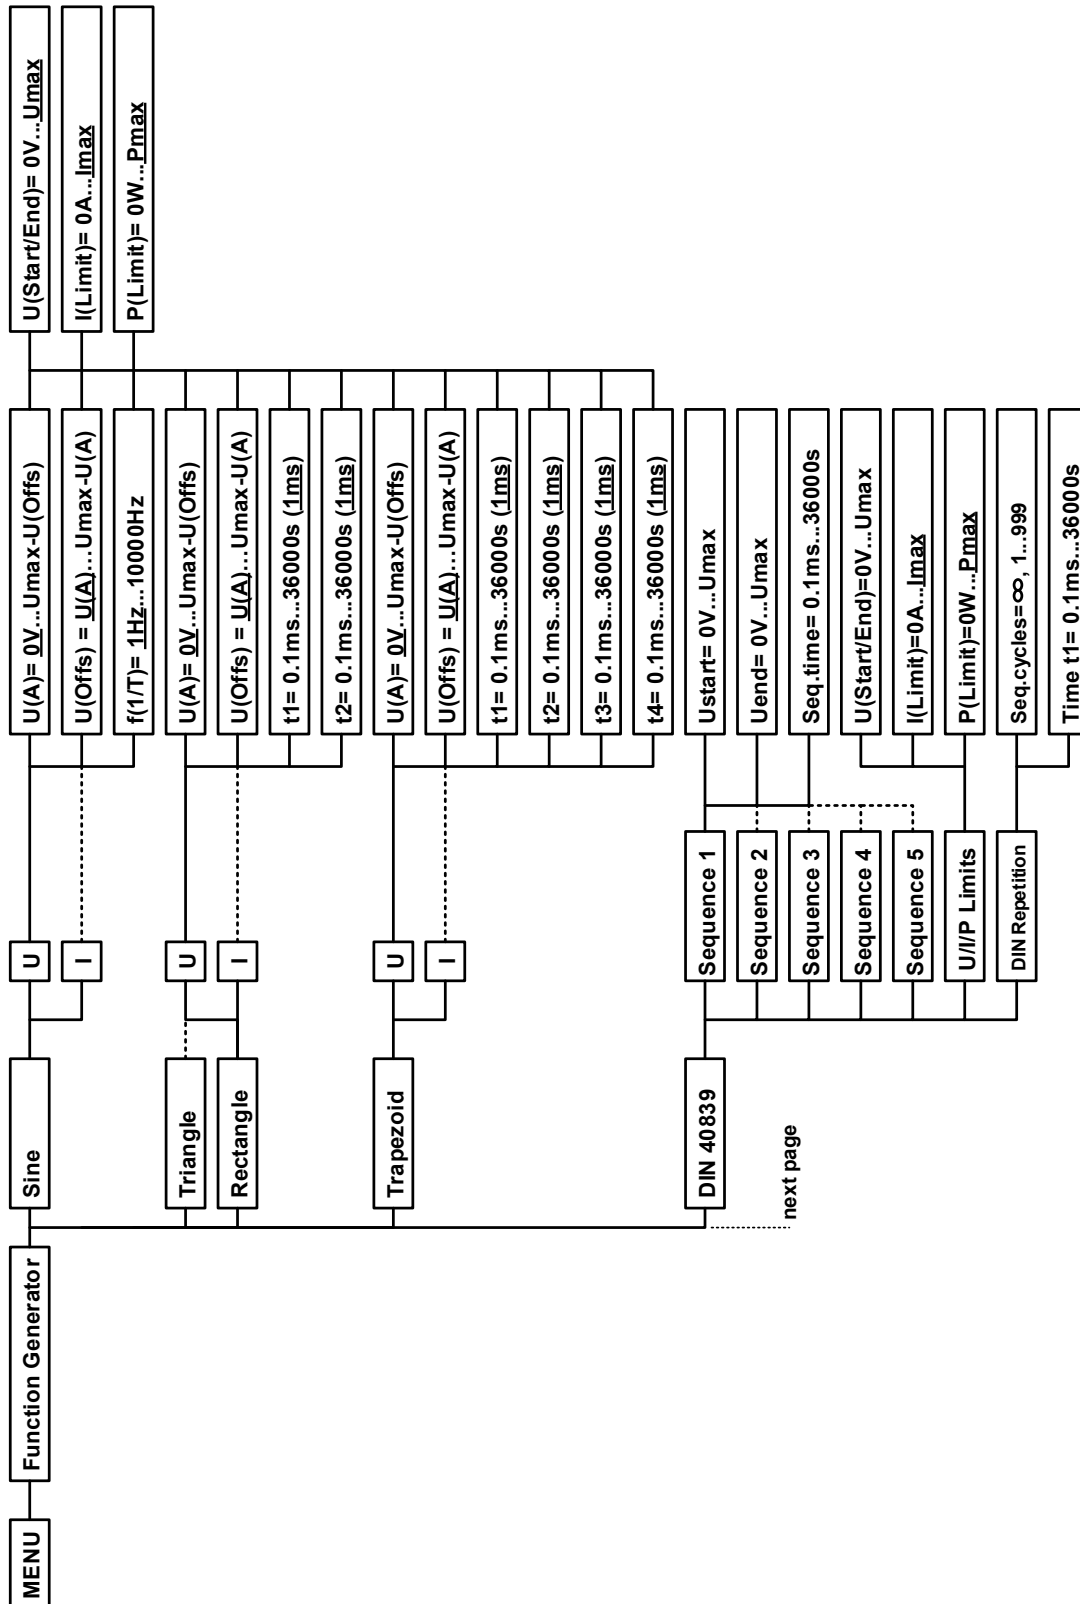 MENU
Function Generator
Sine
U
I
U(A)= 0V...Umax-U(Offs)
U(Offs) = U(A)...Umax-U(A)
f(1/T)= 1Hz...10000Hz
U(Start/End)= 0V...Umax
I(Limit)= 0A...Imax
P(Limit)= 0W...Pmax
Triangle
Rectangle
U
I
U(A)= 0V...Umax-U(Offs)
U(Offs) = U(A)...Umax-U(A)
t1= 0.1ms...36000s (1ms)
t2= 0.1ms...36000s (1ms)
Trapezoid
U
I
U(A)= 0V...Umax-U(Offs)
U(Offs) = U(A)...Umax-U(A)
t1= 0.1ms...36000s (1ms)
t2= 0.1ms...36000s (1ms)
t3= 0.1ms...36000s (1ms)
t4= 0.1ms...36000s (1ms)
DIN 40839
next page
Sequence 1
Sequence 2
Sequence 3
Sequence 4
Sequence 5
U/I/P Limits
DIN Repetition
Ustart= 0V...Umax
Uend= 0V...Umax
Seq.time= 0.1ms...36000s
U(Start/End)=0V...Umax
I(Limit)=0A...Imax
P(Limit)=0W...Pmax
Seq.cycles=∞, 1...999
Time t1= 0.1ms...36000s